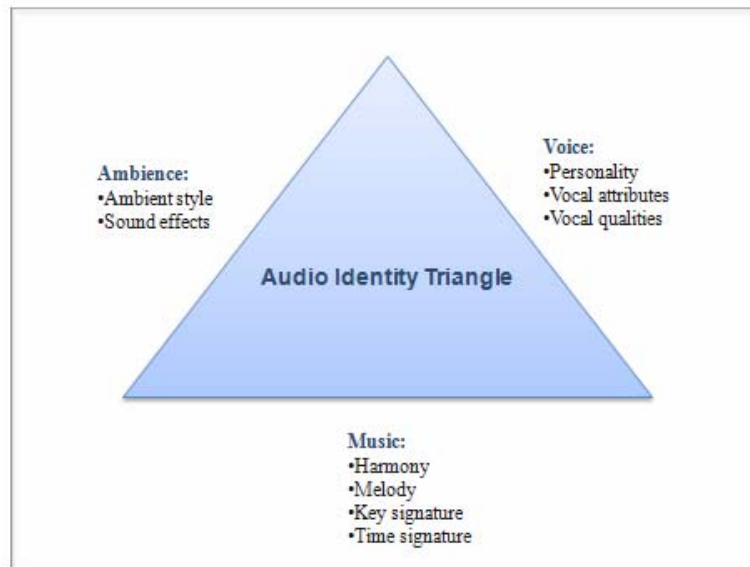 Ambience:
•Ambient style
•Sound effects
Voice:
•Personality
•Vocal attributes
•Vocal qualities
Audio Identity Triangle
Music:
•Harmony
•Melody
•Key signature
•Time signature